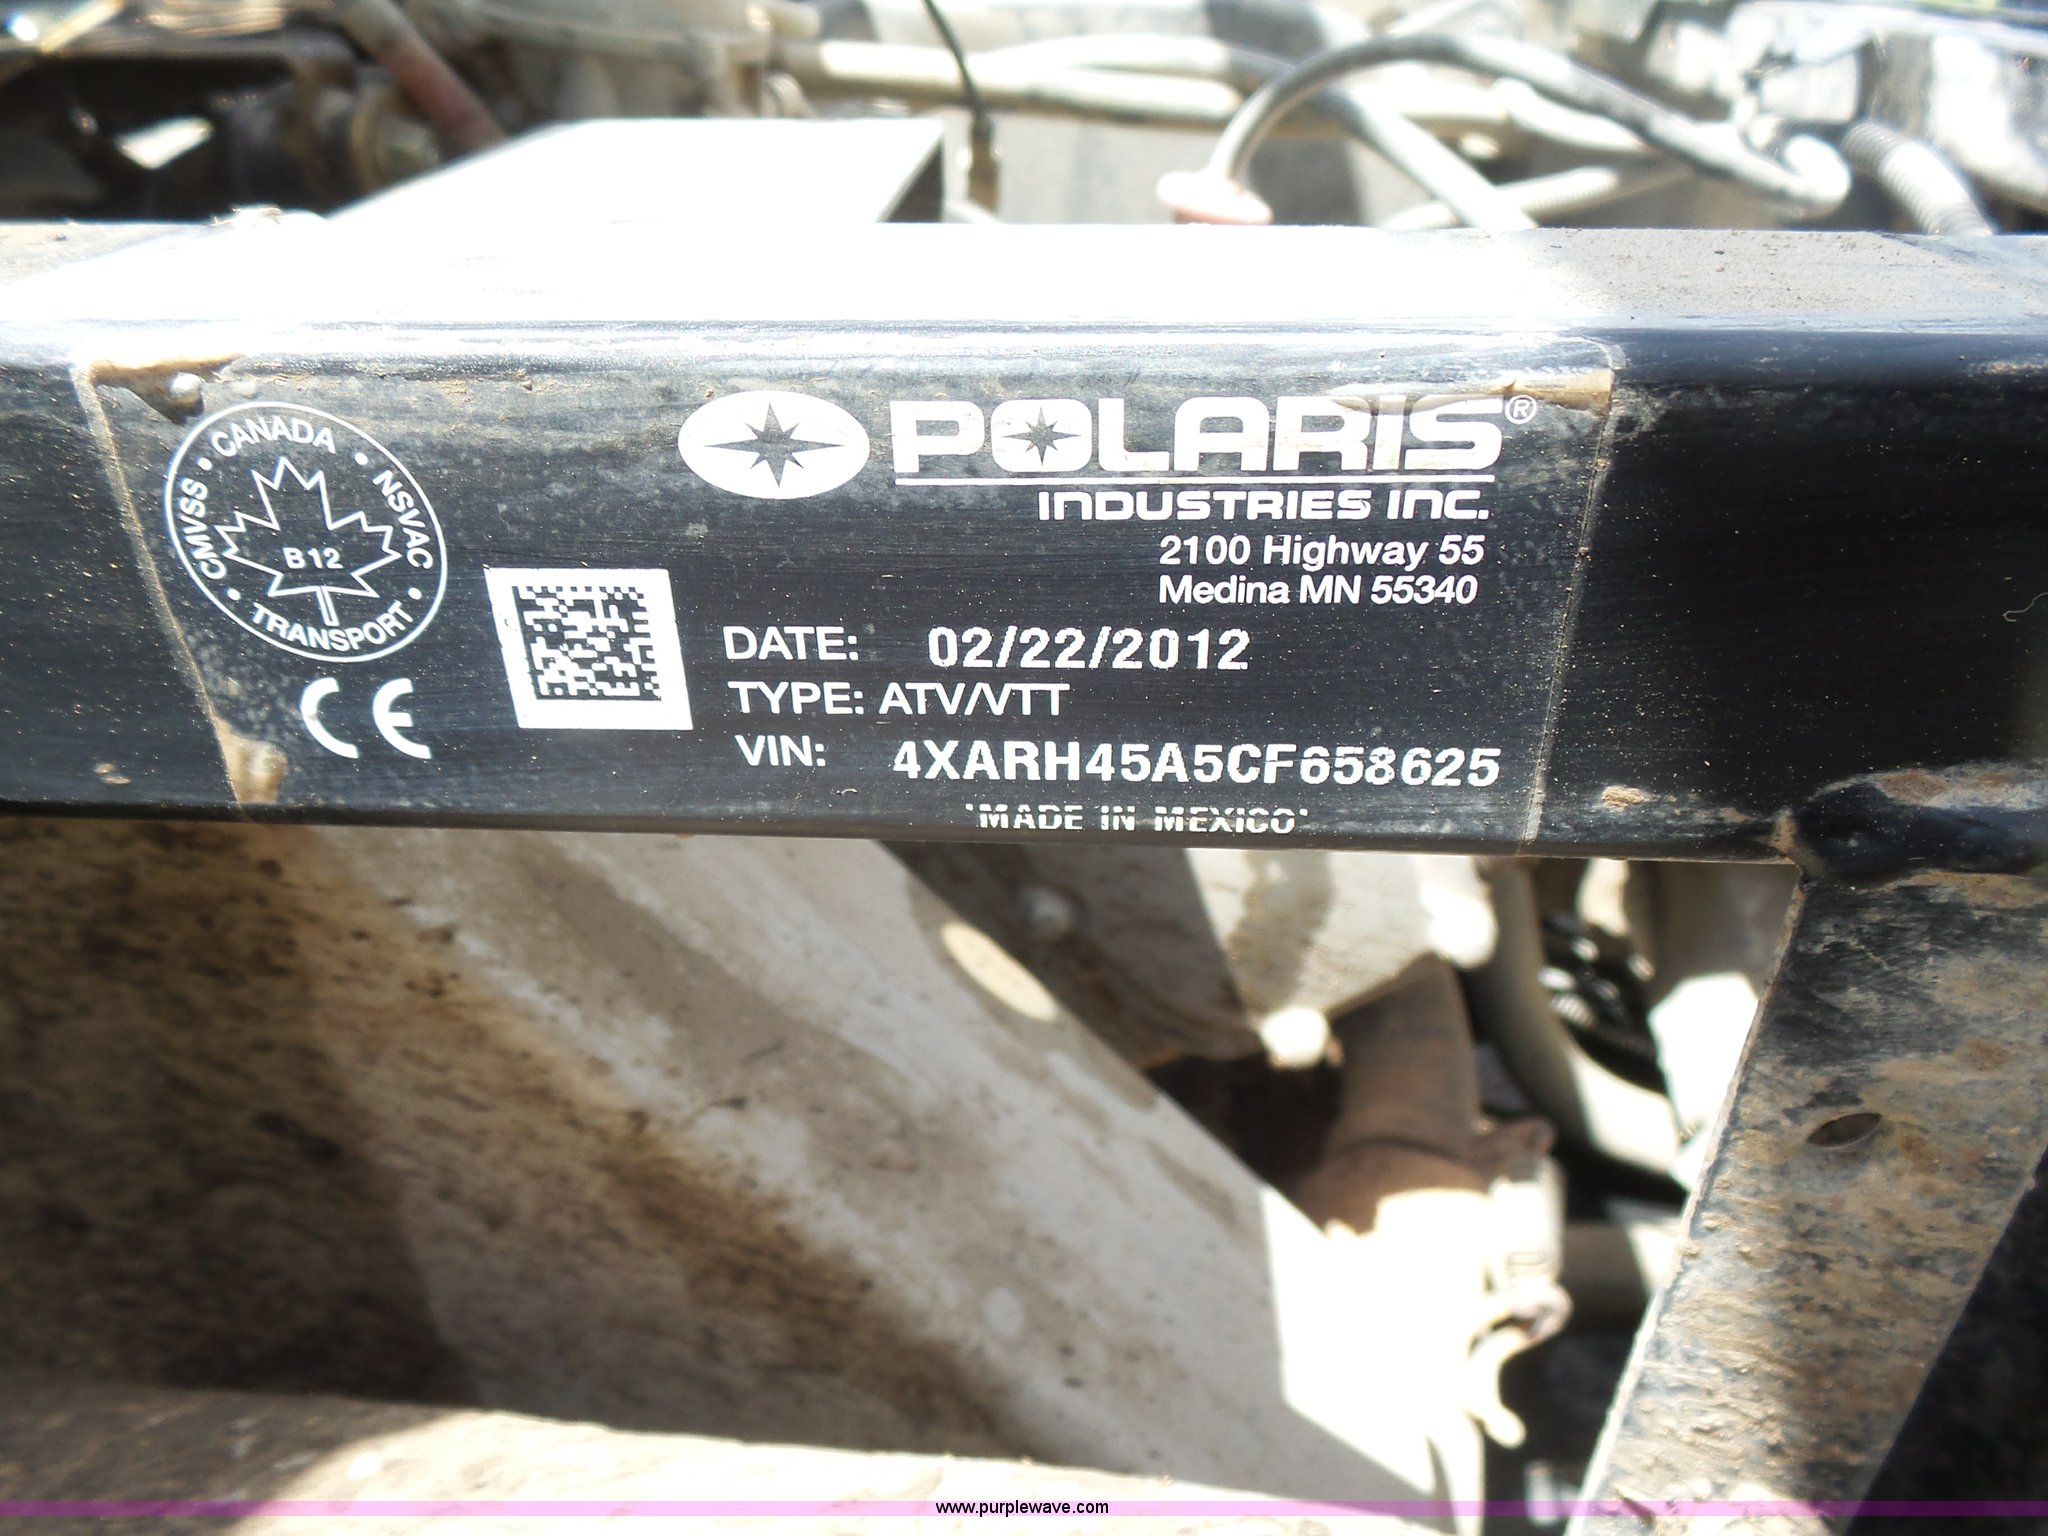 CANADA • NSVAC • TRANSPORT • CMVSS •
B12
CE
POLARIS®
INDUSTRIES INC.
2100 Highway 55
Medina MN 55340
DATE: 02/22/2012
TYPE: ATV/VTT
VIN: 4XARH45A5CF658625
'MADE IN MEXICO'
www.purplewave.com